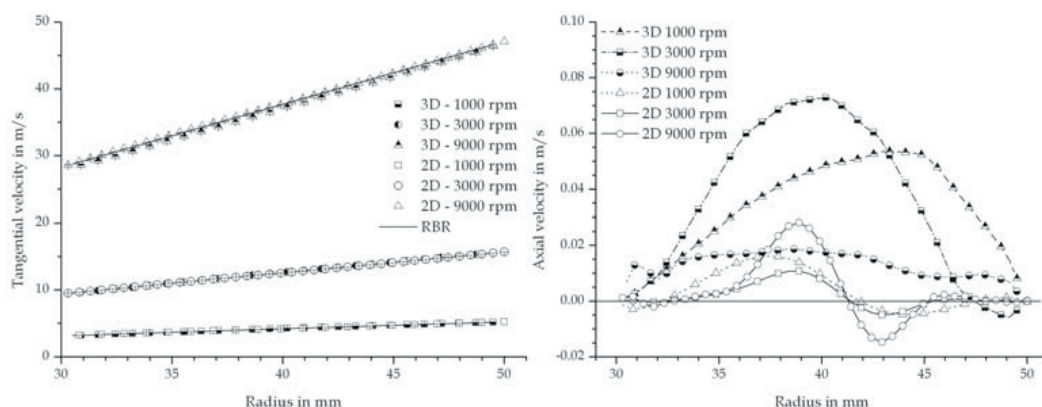 50
40
30
20
10
0
Tangential velocity in m/s
3D - 1000 rpm
3D - 3000 rpm
3D - 9000 rpm
2D - 1000 rpm
2D - 3000 rpm
2D - 9000 rpm
RBR
30 35 40 45 50
Radius in mm
0.10
0.08
0.06
0.04
0.02
0.00
-0.02
Axial velocity in m/s
3D 1000 rpm
3D 3000 rpm
3D 9000 rpm
2D 1000 rpm
2D 3000 rpm
2D 9000 rpm
30 35 40 45 50
Radius in mm